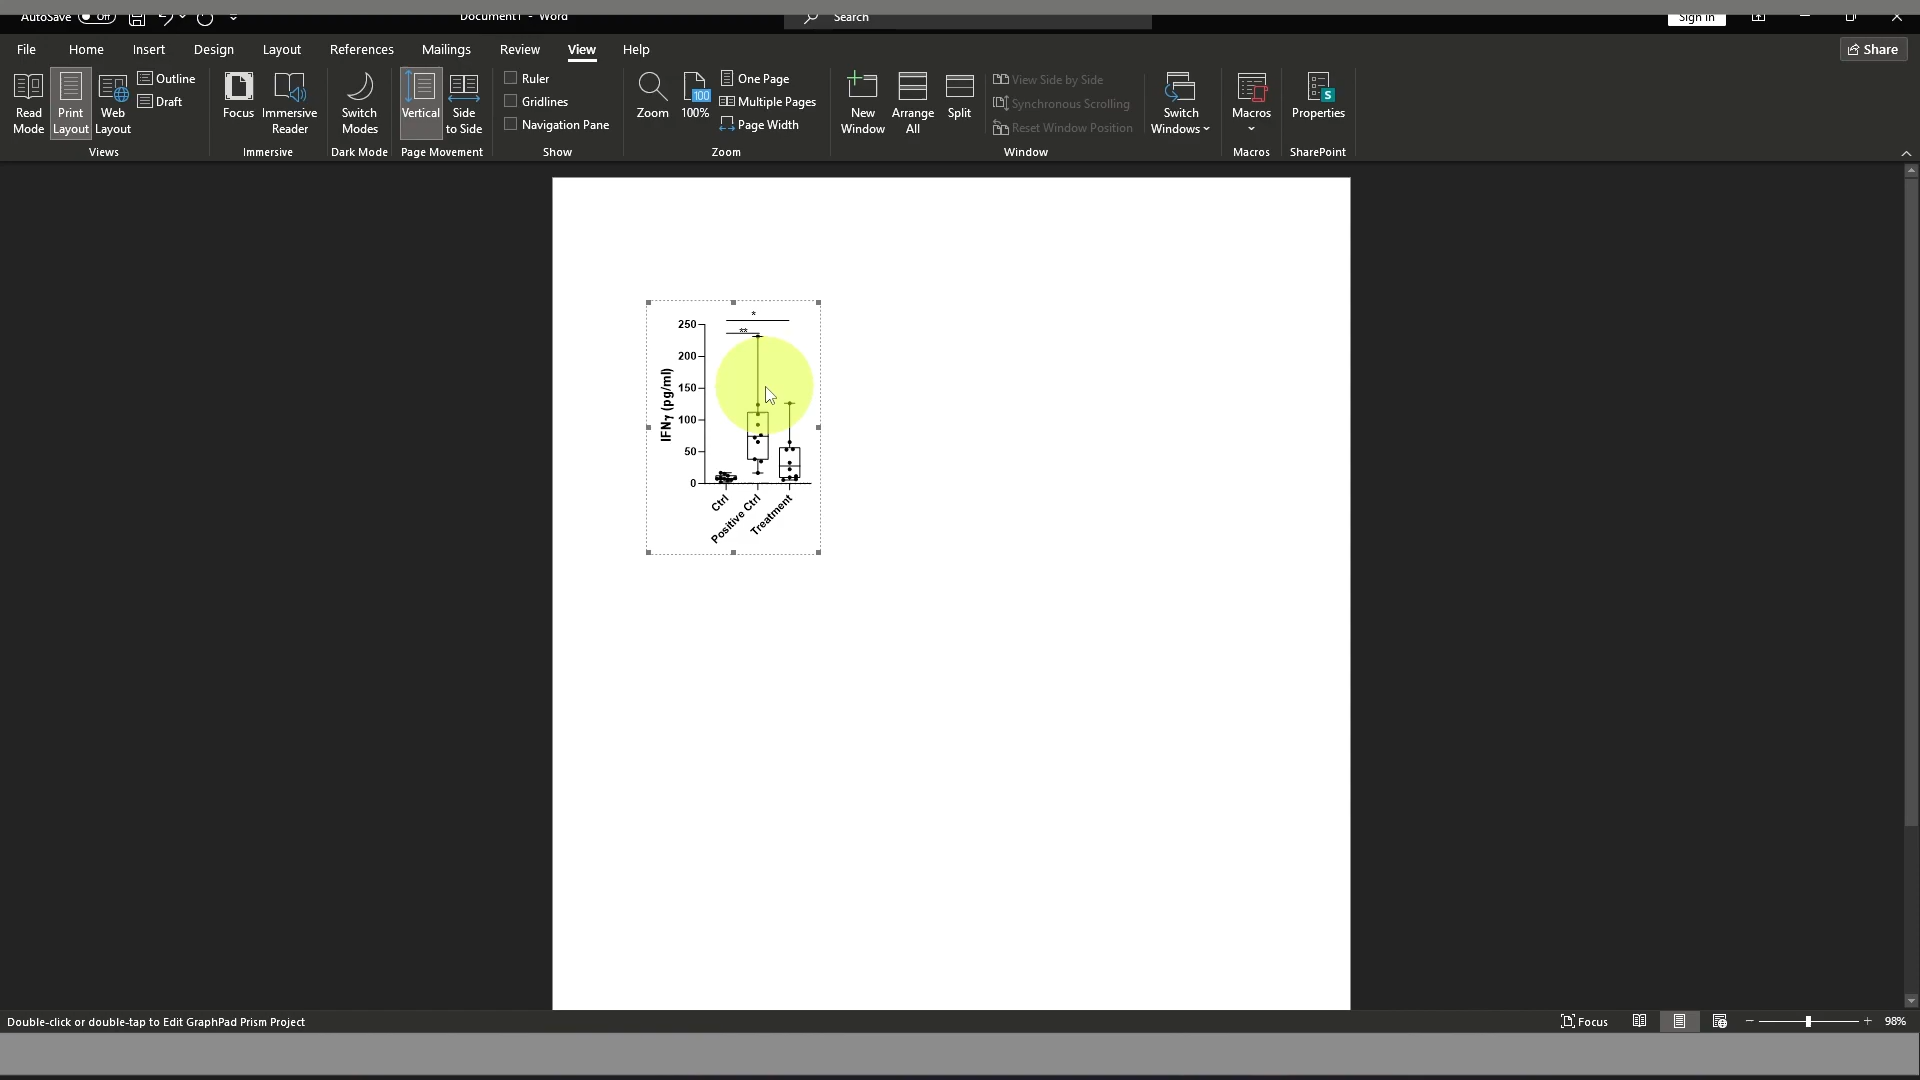 AutoSave Off Document1 - Word Search Sign in
File Home Insert Design Layout References Mailings Review View Help Share
Read Mode
Print Layout
Web Layout
Outline
Draft
Views
Focus
Immersive Reader
Immersive
Switch Modes
Dark Mode
Vertical
Side to Side
Page Movement
Ruler
Gridlines
Navigation Pane
Show
Zoom
100
100%
One Page
Multiple Pages
Page Width
Zoom
New Window
Arrange All
Split
View Side by Side
Synchronous Scrolling
Reset Window Position
Switch Windows
Window
Macros
Macros
S
Properties
SharePoint
*
**
250
200
150
100
50
0
IFNγ (pg/ml)
Ctrl
Positive Ctrl
Treatment
Double-click or double-tap to Edit GraphPad Prism Project
Focus
98%